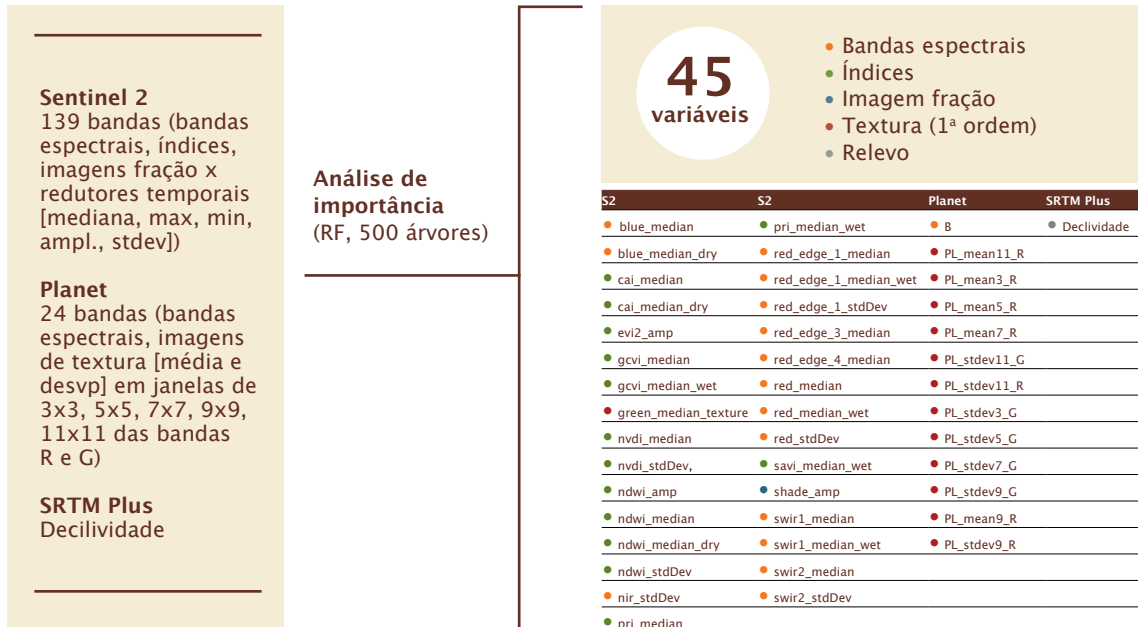 Sentinel 2
139 bandas (bandas
espectrais, índices,
imagens fração x
redutores temporais
[mediana, max, min,
ampl., stdev])
Planet
24 bandas (bandas
espectrais, imagens
de textura [média e
desvp] em janelas de
3x3, 5x5, 7x7, 9x9,
11x11 das bandas
R e G)
SRTM Plus
Decilividade
Análise de
importância
(RF, 500 árvores)
45
variáveis
• Bandas espectrais
• Índices
• Imagem fração
• Textura (1ª ordem)
• Relevo
S2 S2 Planet SRTM Plus
• blue_median • pri_median_wet • B • Declividade
• blue_median_dry • red_edge_1_median • PL_mean11_R
• cai_median • red_edge_1_median_wet • PL_mean3_R
• cai_median_dry • red_edge_1_stdDev • PL_mean5_R
• evi2_amp • red_edge_3_median • PL_mean7_R
• gcvi_median • red_edge_4_median • PL_stdev11_G
• gcvi_median_wet • red_median • PL_stdev11_R
• green_median_texture • red_median_wet • PL_stdev3_G
• nvdi_median • red_stdDev • PL_stdev5_G
• nvdi_stdDev, • savi_median_wet • PL_stdev7_G
• ndwi_amp • shade_amp • PL_stdev9_G
• ndwi_median • swir1_median • PL_mean9_R
• ndwi_median_dry • swir1_median_wet • PL_stdev9_R
• ndwi_stdDev • swir2_median
• nir_stdDev • swir2_stdDev
• pri_median